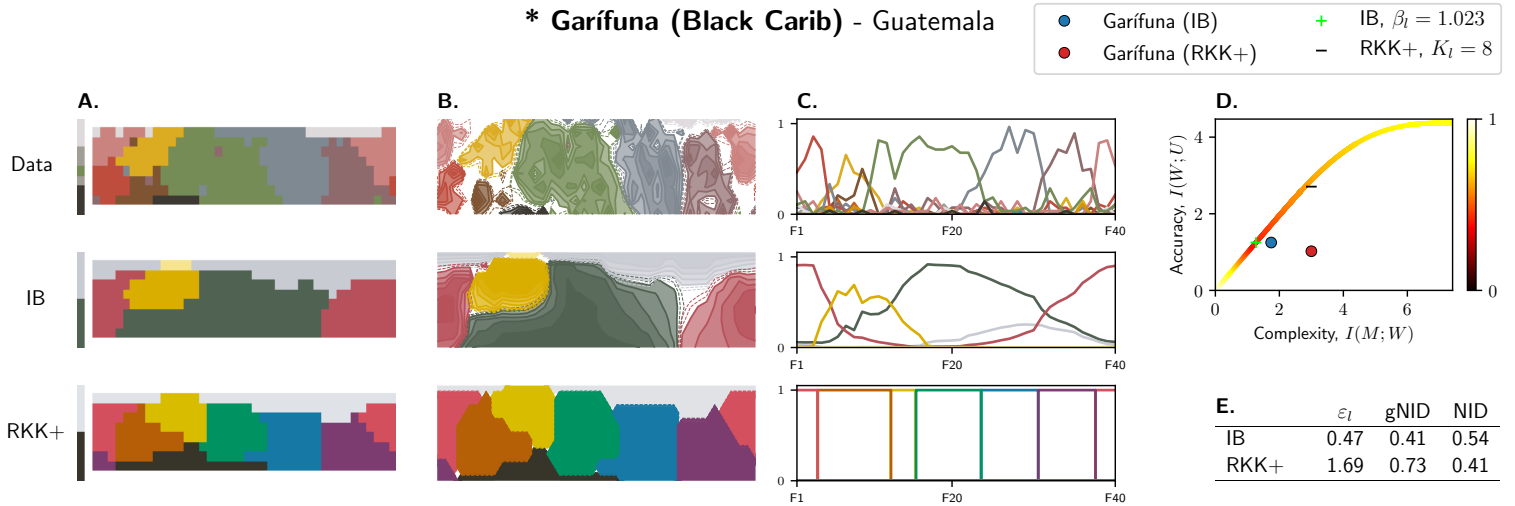 * Garífuna (Black Carib) - Guatemala
Garífuna (IB)
Garífuna (RKK+)
IB, βl = 1.023
RKK+, Kl = 8
A.
B.
C.
D.
Data
IB
RKK+
1
0
F1
F20
F40
1
0
F1
F20
F40
1
0
F1
F20
F40
Accuracy, I(W; U)
4
2
0
0
2
4
6
Complexity, I(M; W)
1
0
E.
εl gNID NID
IB 0.47 0.41 0.54
RKK+ 1.69 0.73 0.41